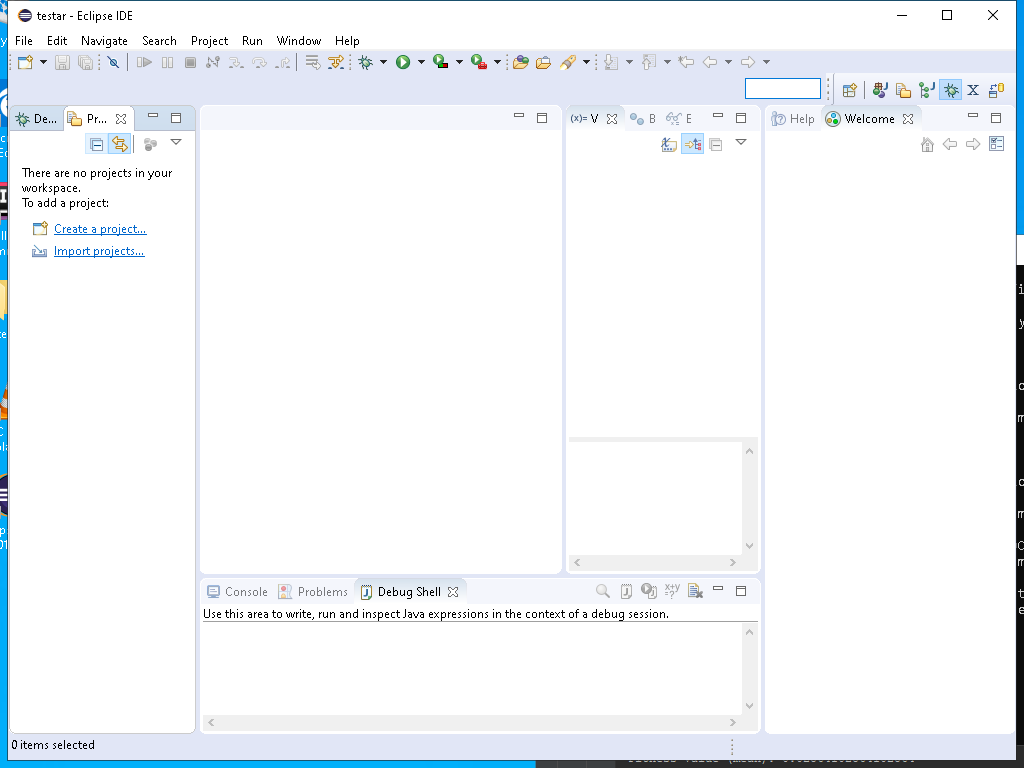 testar - Eclipse IDE
File Edit Navigate Search Project Run Window Help
De... Pr...
(x)= V B E
Help Welcome
There are no projects in your
workspace.
To add a project:
Create a project...
Import projects...
Console Problems Debug Shell
Use this area to write, run and inspect Java expressions in the context of a debug session.
0 items selected